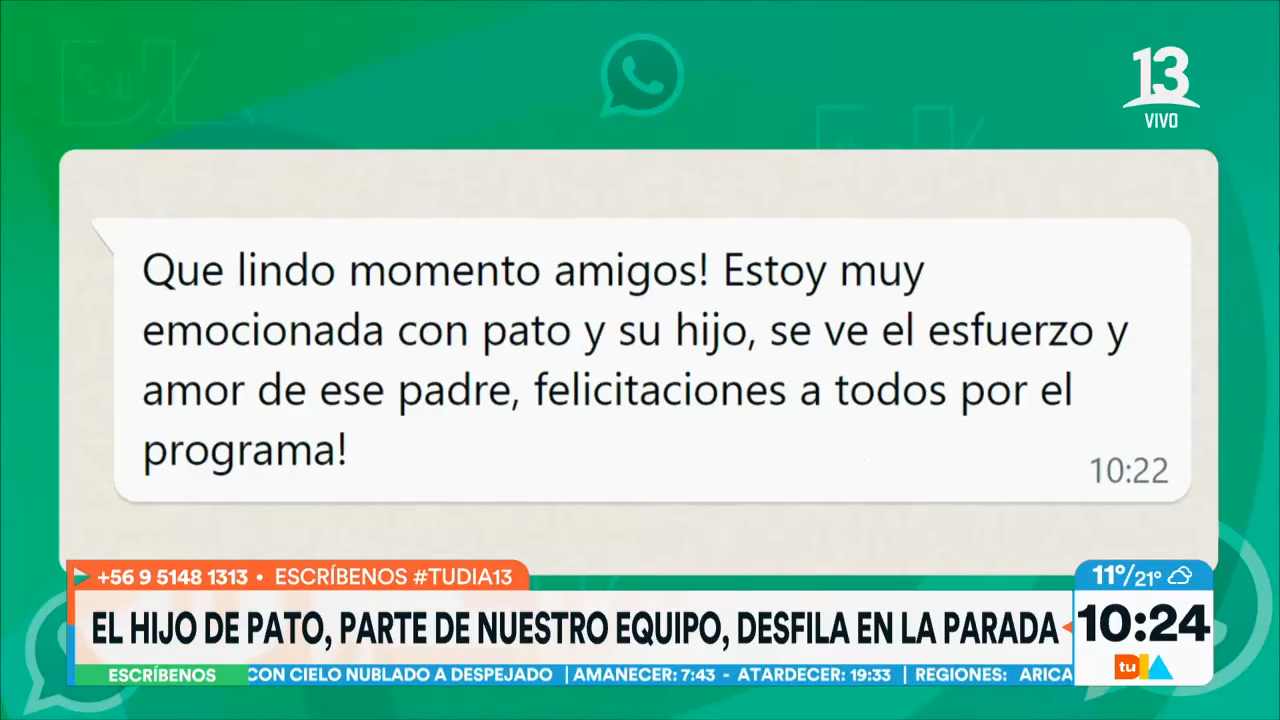 13
VIVO
Que lindo momento amigos! Estoy muy
emocionada con pato y su hijo, se ve el esfuerzo y
amor de ese padre, felicitaciones a todos por el
programa!
10:22
+56 9 5148 1313 • ESCRÍBENOS #TUDIA13
11°/21°
EL HIJO DE PATO, PARTE DE NUESTRO EQUIPO, DESFILA EN LA PARADA
10:24
ESCRÍBENOS CON CIELO NUBLADO A DESPEJADO | AMANECER: 7:43 - ATARDECER: 19:33 | REGIONES: ARICA
tu DIA